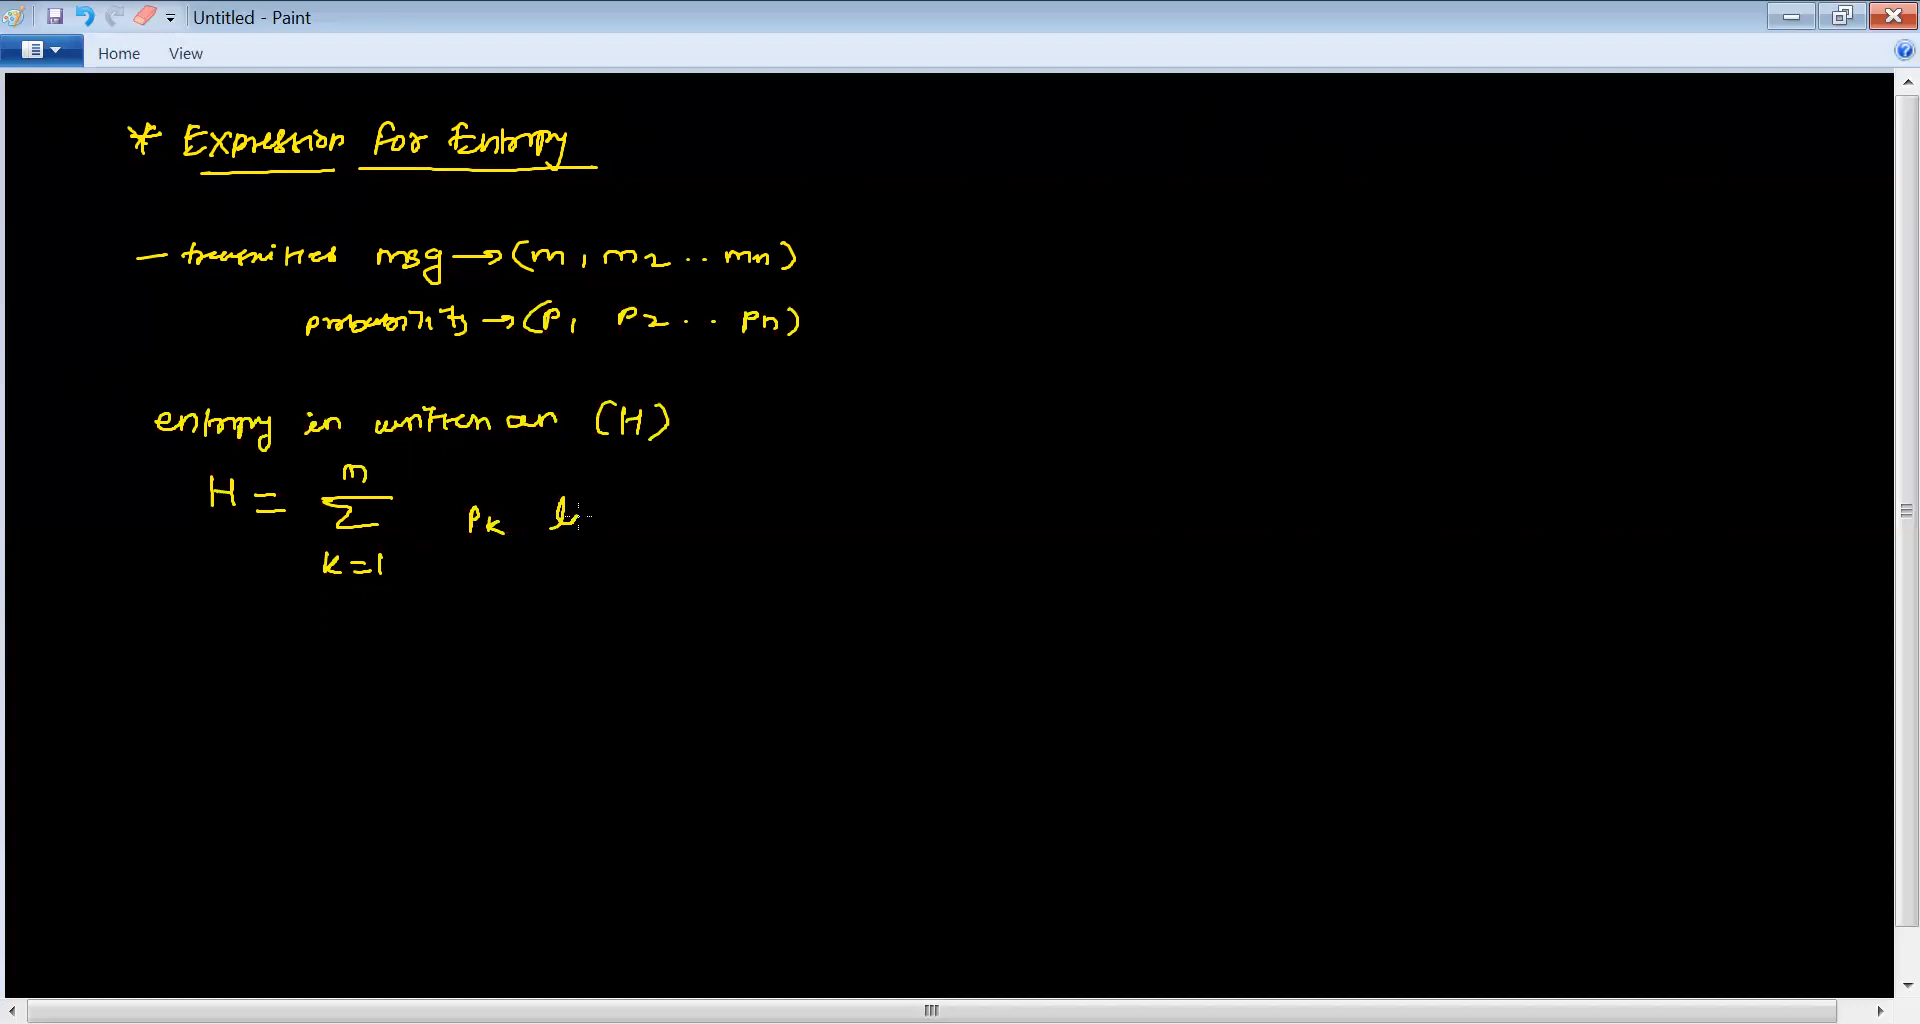 Untitled - Paint
Home View
* Expression for Entropy
- transmitted msg → (m1 m2 .. mn)
probability → (P1 P2 .. Pn)
entropy is written as (H)
m
H = Σ Pk lo
k=1